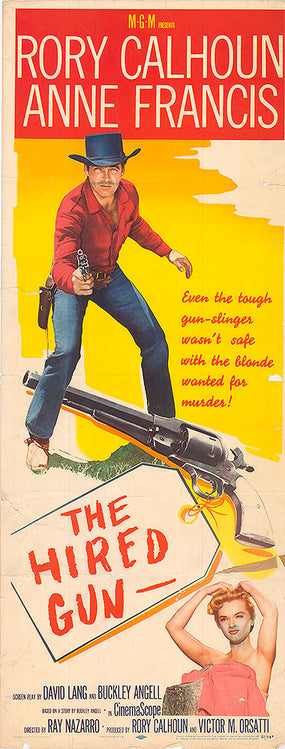 M-G-M PRESENTS
RORY CALHOUN
ANNE FRANCIS
Even the tough
gun-slinger
wasn't safe
with the blonde
wanted for
murder!
THE
HIRED
GUN—
SCREEN PLAY BY DAVID LANG AND BUCKLEY ANGELL
BASED ON A STORY BY BUCKLEY ANGELL • IN CinemaScope
DIRECTED BY RAY NAZARRO • PRODUCED BY RORY CALHOUN AND VICTOR M. ORSATTI